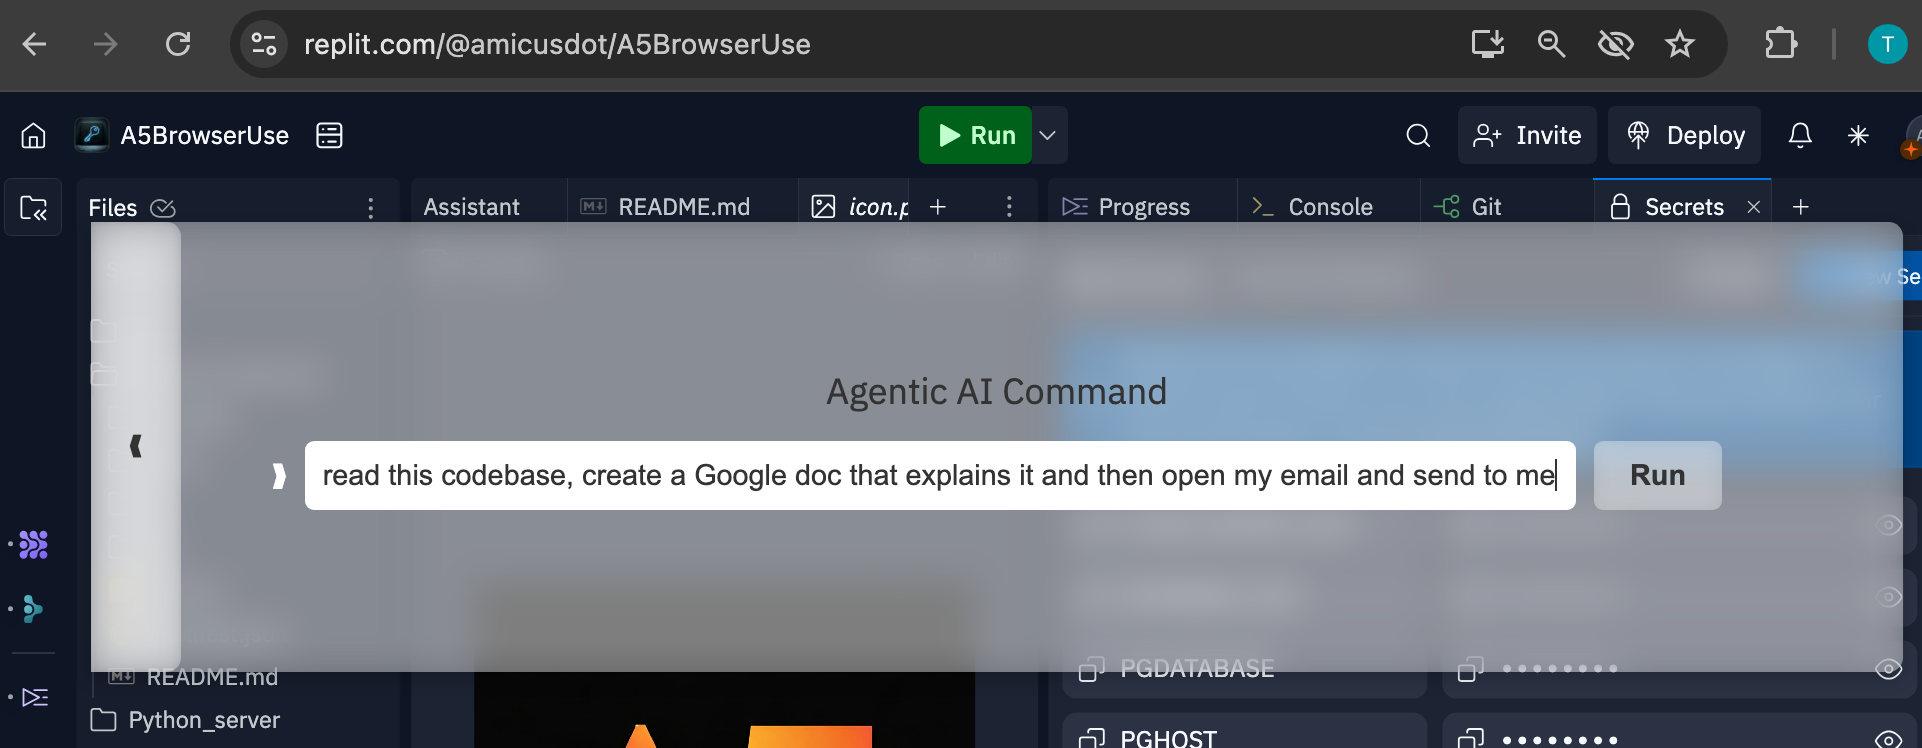 replit.com/@amicusdot/A5BrowserUse
T
A5BrowserUse
Run
Invite
Deploy
Files
Assistant
README.md
icon.p
Progress
Console
Git
Secrets
Agentic AI Command
read this codebase, create a Google doc that explains it and then open my email and send to me
Run
README.md
Python_server
PGDATABASE
PGHOST